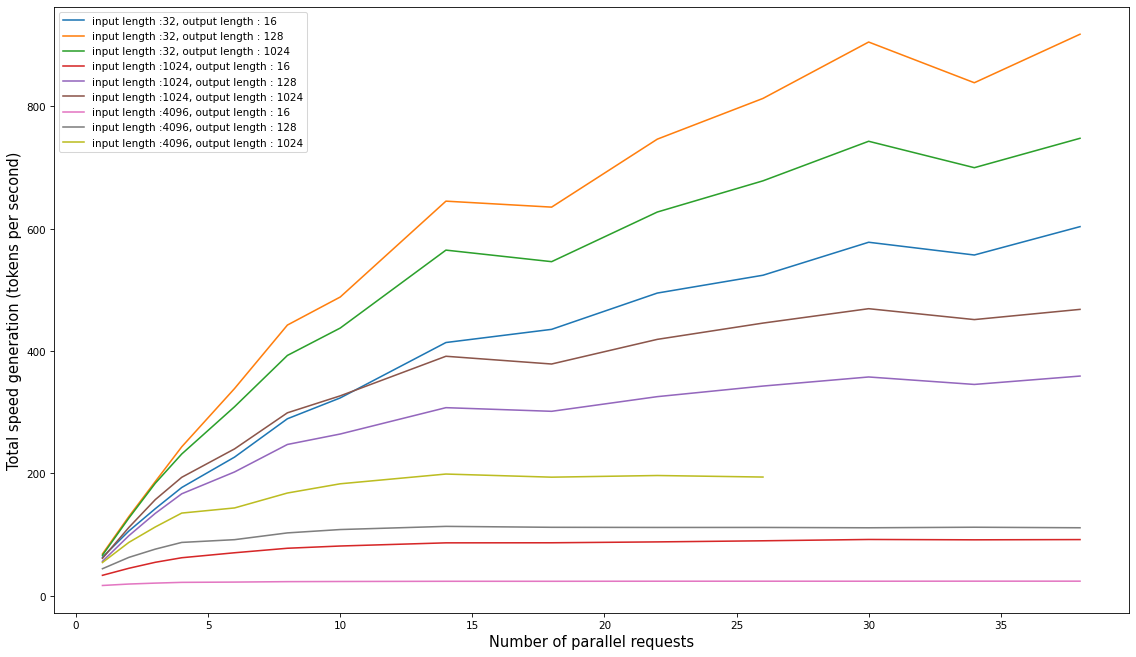 input length :32, output length : 16
input length :32, output length : 128
input length :32, output length : 1024
input length :1024, output length : 16
input length :1024, output length : 128
input length :1024, output length : 1024
input length :4096, output length : 16
input length :4096, output length : 128
input length :4096, output length : 1024
Total speed generation (tokens per second)
800
600
400
200
0
0 5 10 15 20 25 30 35
Number of parallel requests